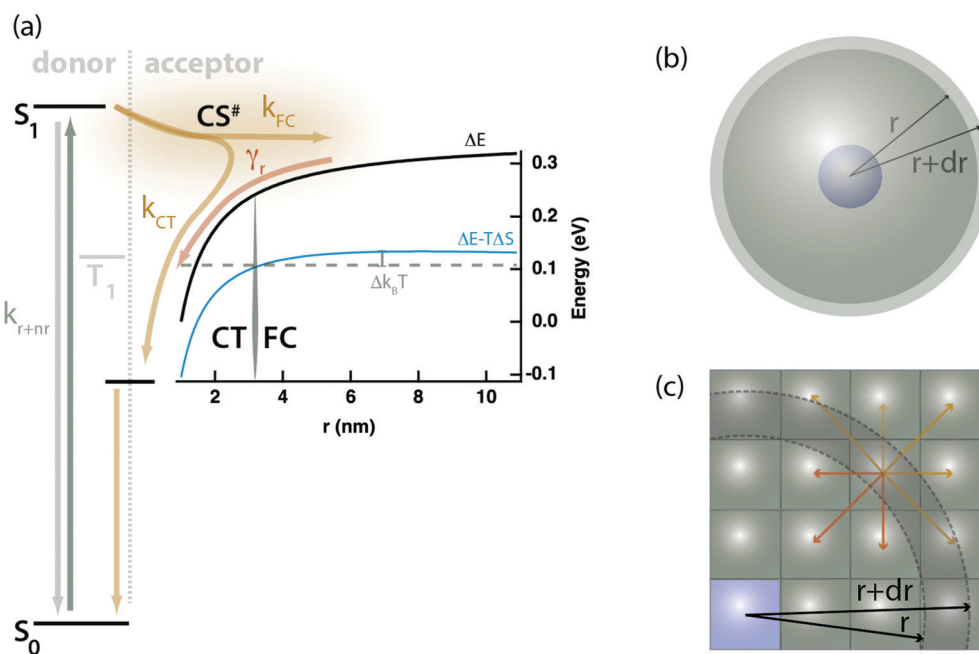 (a)
donor acceptor
S1
CS#
kFC
γr
kCT
T1
kr+nr
S0
ΔE
ΔE-TΔS
ΔkBT
CT FC
0.3
0.2
0.1
0.0
-0.1
Energy (eV)
2 4 6 8 10
r (nm)
(b)
r
r+dr
(c)
r+dr
r